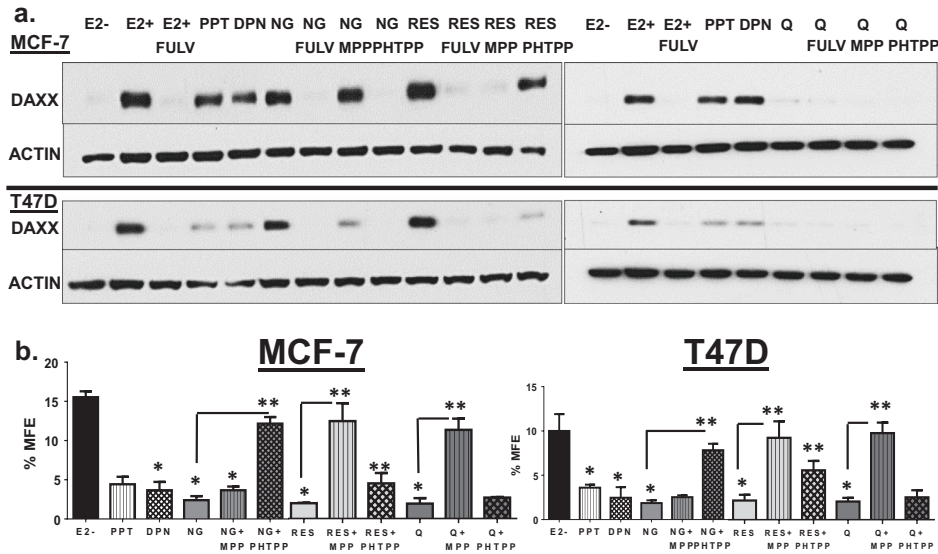 a.
E2- E2+ E2+ PPT DPN NG NG NG NG RES RES RES RES
MCF-7 FULV FULV MPP PHTPP FULV MPP PHTPP
E2- E2+ E2+ PPT DPN Q Q Q Q
FULV FULV MPP PHTPP
DAXX
ACTIN
T47D
DAXX
ACTIN
b.
MCF-7
% MFE
20
15
10
5
0
* * * ** * ** ** * **
E2- PPT DPN NG NG+ MPP NG+ PHTPP RES RES+ MPP RES+ PHTPP Q Q+ MPP Q+ PHTPP
T47D
% MFE
15
10
5
0
* * * ** * ** ** * **
E2- PPT DPN NG NG+ MPP NG+ PHTPP RES RES+ MPP RES+ PHTPP Q Q+ MPP Q+ PHTPP